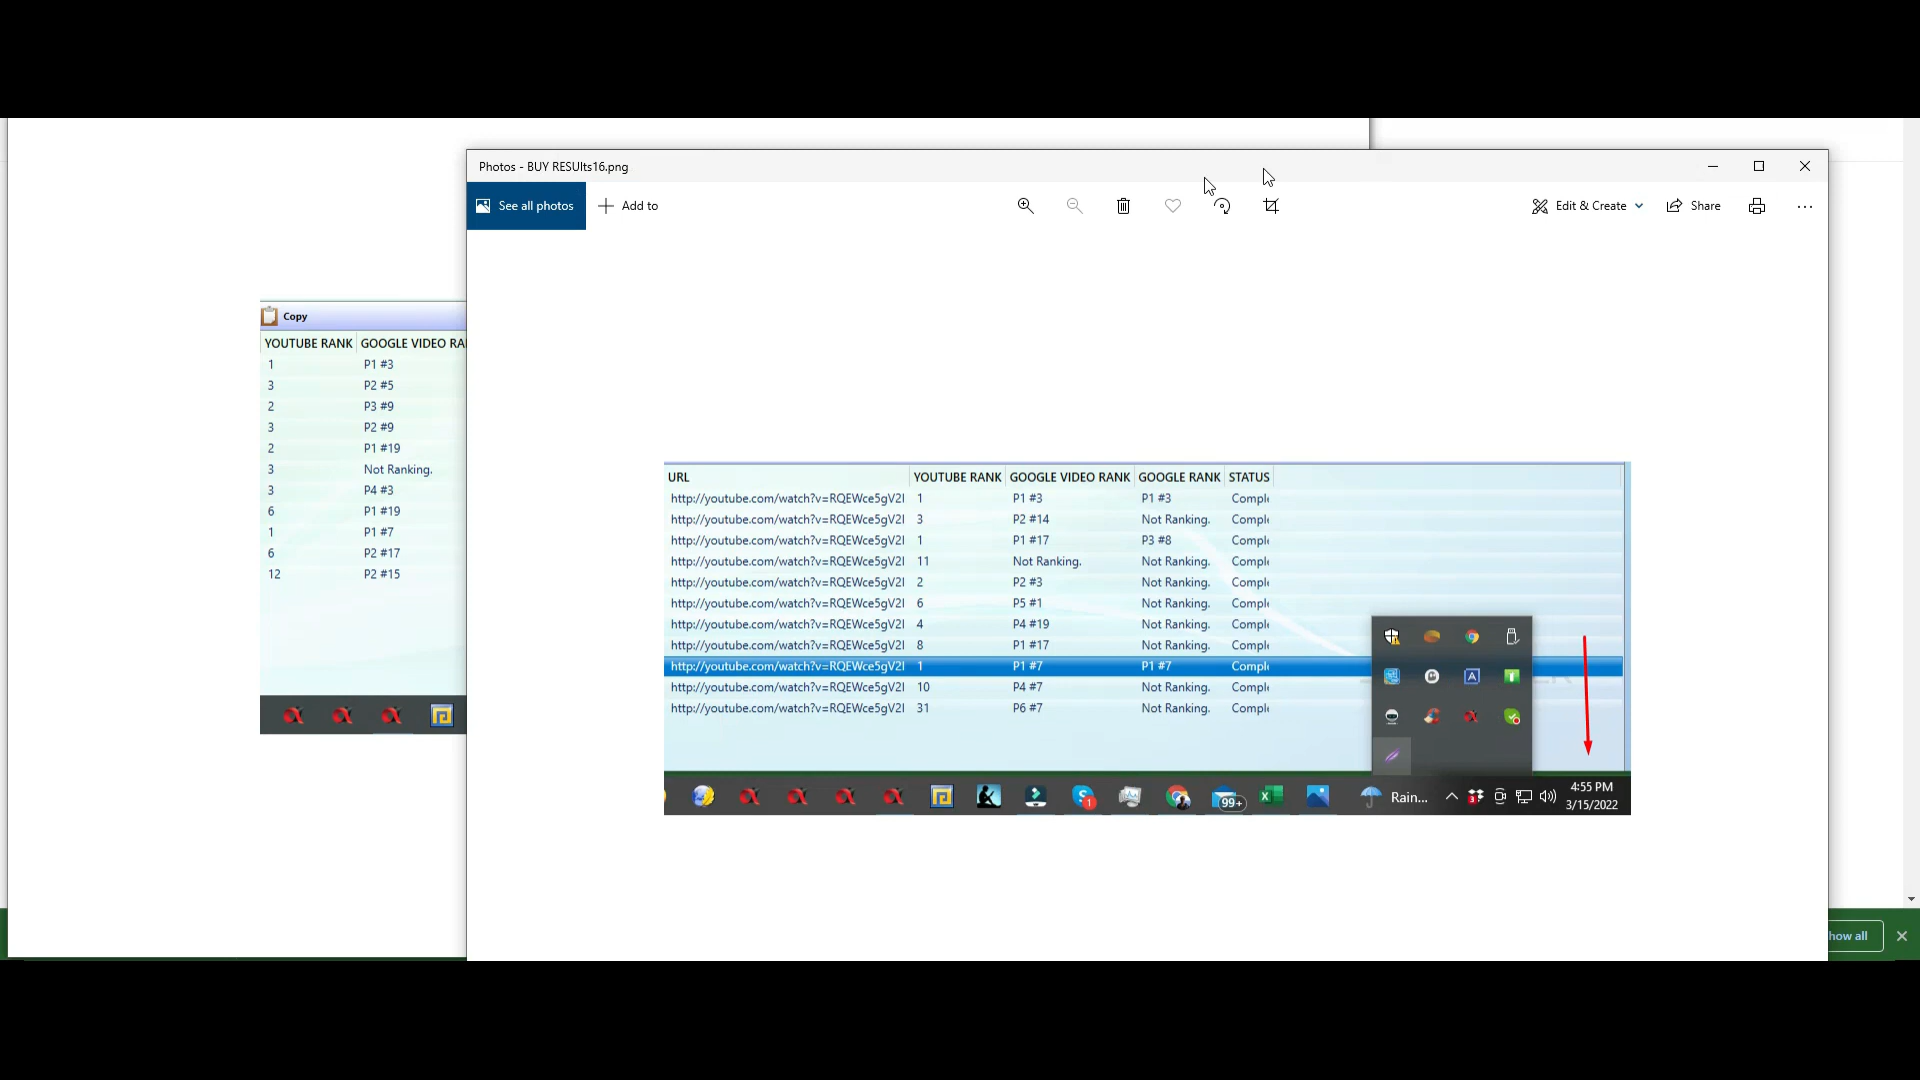 Photos - BUY RESUlts16.png
See all photos
Add to
Edit & Create
Share
Copy
YOUTUBE RANK GOOGLE VIDEO RA
1 P1 #3
3 P2 #5
2 P3 #9
3 P2 #9
2 P1 #19
3 Not Ranking.
3 P4 #3
6 P1 #19
1 P1 #7
6 P2 #17
12 P2 #15
URL YOUTUBE RANK GOOGLE VIDEO RANK GOOGLE RANK STATUS
http://youtube.com/watch?v=RQEWce5gV2I 1 P1 #3 P1 #3 Compl
http://youtube.com/watch?v=RQEWce5gV2I 3 P2 #14 Not Ranking. Compl
http://youtube.com/watch?v=RQEWce5gV2I 1 P1 #17 P3 #8 Compl
http://youtube.com/watch?v=RQEWce5gV2I 11 Not Ranking. Not Ranking. Compl
http://youtube.com/watch?v=RQEWce5gV2I 2 P2 #3 Not Ranking. Compl
http://youtube.com/watch?v=RQEWce5gV2I 6 P5 #1 Not Ranking. Compl
http://youtube.com/watch?v=RQEWce5gV2I 4 P4 #19 Not Ranking. Compl
http://youtube.com/watch?v=RQEWce5gV2I 8 P1 #17 Not Ranking. Compl
http://youtube.com/watch?v=RQEWce5gV2I 1 P1 #7 P1 #7 Compl
http://youtube.com/watch?v=RQEWce5gV2I 10 P4 #7 Not Ranking. Compl
http://youtube.com/watch?v=RQEWce5gV2I 31 P6 #7 Not Ranking. Compl
1
99+
Rain...
3
4:55 PM
3/15/2022
how all